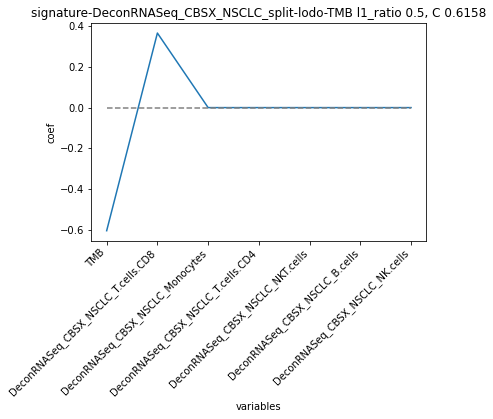 signature-DeconRNASeq_CBSX_NSCLC_split-lodo-TMB l1_ratio 0.5, C 0.6158
0.4
0.2
0.0
−0.2
−0.4
−0.6
coef
TMB
DeconRNASeq_CBSX_NSCLC_T.cells.CD8
DeconRNASeq_CBSX_NSCLC_Monocytes
DeconRNASeq_CBSX_NSCLC_T.cells.CD4
DeconRNASeq_CBSX_NSCLC_NKT.cells
DeconRNASeq_CBSX_NSCLC_B.cells
DeconRNASeq_CBSX_NSCLC_NK.cells
variables